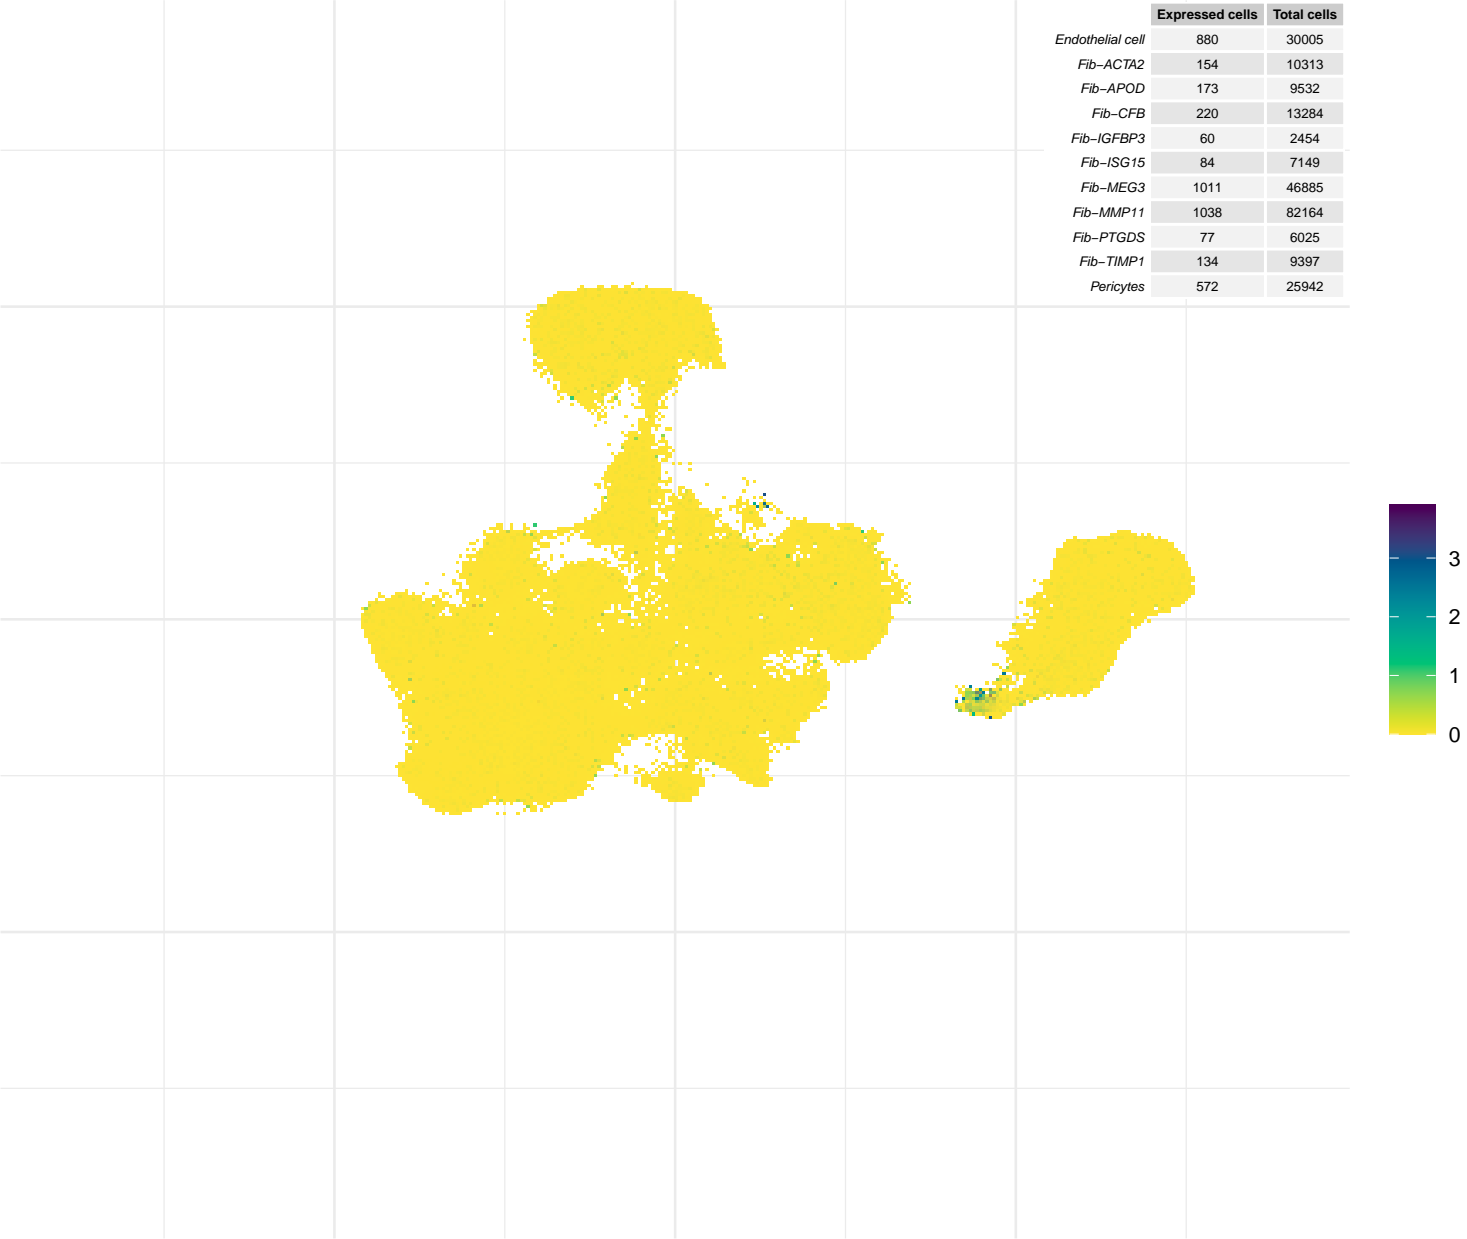 Expressed cells Total cells
Endothelial cell 880 30005
Fib−ACTA2 154 10313
Fib−APOD 173 9532
Fib−CFB 220 13284
Fib−IGFBP3 60 2454
Fib−ISG15 84 7149
Fib−MEG3 1011 46885
Fib−MMP11 1038 82164
Fib−PTGDS 77 6025
Fib−TIMP1 134 9397
Pericytes 572 25942
3
2
1
0